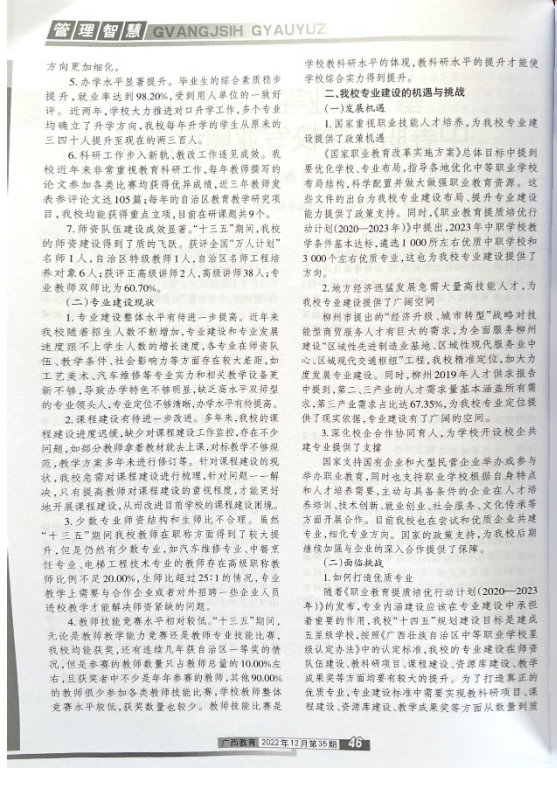 管理智慧 GVANGJSIH GYAUYUZ
方向更加细化。
5.办学水平显著提升。毕业生的综合素质稳步
提升，就业率达到98.20%，受到用人单位的一致好
评。近两年，学校大力推进对口升学工作，多个专业
均确立了升学方向，我校每年升学的学生从原来的
三四十人提升至现在的两三百人。
6.科研工作步入新轨，教改工作逐见成效。我
校近年来非常重视教育科研工作，每年教师撰写的
论文参加各类比赛均获得优异成绩，近三年教师发
表参评论文达105篇；每年的自治区教育教学研究项
目，我校均能获得重点立项，目前在研课题共9个。
7.师资队伍建设成效显著。“十三五”期间，我校
的师资建设得到了质的飞跃。获评全国“万人计划”
名师1人，自治区特级教师1人，自治区名师工程培
养对象6人；获评正高级讲师2人，高级讲师38人；专
业教师双师比为60.70%。
（二）专业建设现状
1.专业建设整体水平有待进一步提高。近年来
我校随着招生人数不断增加，专业建设和专业发展
速度跟不上学生人数的增长速度，各专业在师资队
伍、教学条件、社会影响力等方面存在较大差距，如
工艺美术、汽车维修等专业实力和相关教学设备更
新不够，导致办学特色不够明显，缺乏高水平双师型
的专业领头人，专业定位不够清晰，办学水平有待提高。
2.课程建设有待进一步改进。多年来，我校的课
程建设进度迟缓，缺少对课程建设工作监控，存在不少
问题，如部分教师拿着教材就去上课，对标教学不够规
范，教学方案多年未进行修订等。针对课程建设的现
状，我校急需对课程建设进行梳理，针对问题一一解
决，只有提高教师对课程建设的重视程度，才能更好
地开展课程建设，从而改进目前学校的课程建设困境。
3.少数专业师资结构和生师比不合理。虽然
“十三五”期间我校教师在职称方面得到了较大提
升，但是仍然有少数专业，如汽车维修专业、中餐烹
饪专业、电梯工程技术专业的教师存在高级职称教
师比例不足20.00%，生师比超过25∶1的情况，专业
教学上需要与合作企业或者对外招聘一些企业人员
进校教学才能解决师资紧缺的问题。
4.教师技能竞赛水平相对较低。“十三五”期间，
无论是教师教学能力竞赛还是教师专业技能比赛，
我校均能获奖，还有连续几年获自治区一等奖的情
况，但是参赛的教师数量只占教师总量的10.00%左
右，且获奖者中不少是年年参赛的教师，其他90.00%
的教师很少参加各类教师技能比赛，学校教师整体
竞赛水平较低，获奖数量也较少。教师技能比赛是
学校教科研水平的体现，教科研水平的提升才能使
学校综合实力得到提升。
二、我校专业建设的机遇与挑战
（一）发展机遇
1.国家重视职业技能人才培养，为我校专业建
设提供了政策机遇
《国家职业教育改革实施方案》总体目标中提到
要优化学校、专业布局，指导各地优化中等职业学校
布局结构，科学配置并做大做强职业教育资源。这
些文件的出台为我校专业建设布局、提升专业建设
能力提供了政策支持。同时，《职业教育提质培优行
动计划（2020—2023年）》中提出，2023年中职学校教
学条件基本达标，遴选1 000所左右优质中职学校和
3 000个左右优质专业，这也为我校专业建设提供了
方向。
2.地方经济迅猛发展急需大量高技能人才，为
我校专业建设提供了广阔空间
柳州市提出的“经济升级、城市转型”战略对技
能型商贸服务人才有巨大的需求，为全面服务柳州
建设“区域性先进制造业基地、区域性现代服务业中
心、区域现代交通枢纽”工程，我校精准定位，加大力
度发展专业建设。同时，柳州2019年人才供求报告
中提到，第二、三产业的人才需求量基本涵盖所有需
求，第三产业需求占比达67.35%，为我校专业定位提
供了现实依据，专业建设有了广阔的空间。
3.深化校企合作协同育人，为学校开设校企共
建专业提供了支撑
国家支持国有企业和大型民营企业举办或参与
举办职业教育，同时也支持职业学校根据自身特点
和人才培养需要，主动与具备条件的企业在人才培
养培训、技术创新、就业创业、社会服务、文化传承等
方面开展合作。目前我校也在尝试和优质企业共建
专业，细化专业方向。国家的政策支持，为我校后期
继续加强与企业的深入合作提供了保障。
（二）面临挑战
1.如何打造优质专业
随着《职业教育提质培优行动计划（2020—2023
年）》的发布，专业内涵建设应该在专业建设中承担
着重要的作用，我校“十四五”规划建设目标是建成
五星级学校，按照《广西壮族自治区中等职业学校星
级认定办法》中的认定标准，我校的专业建设在师资
队伍建设、教科研项目、课程建设、资源库建设、教学
成果奖等方面均要有较大的提升。为了打造真正的
优质专业，专业建设标准中需要实现教科研项目、课
程建设、资源库建设、教学成果奖等方面从数量到质
广西教育 2022年12月第35期 46